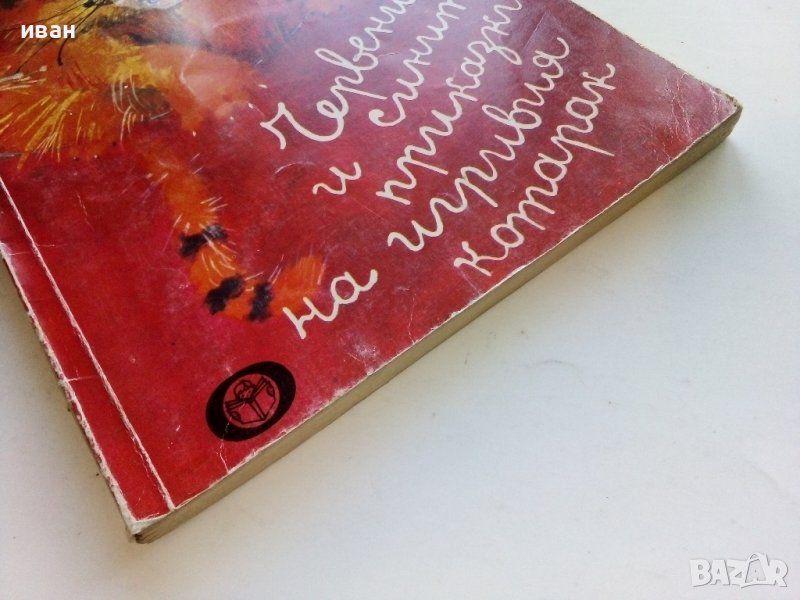 иван
Червени
и сините
приказки
на игривия
котарак
BAZAR